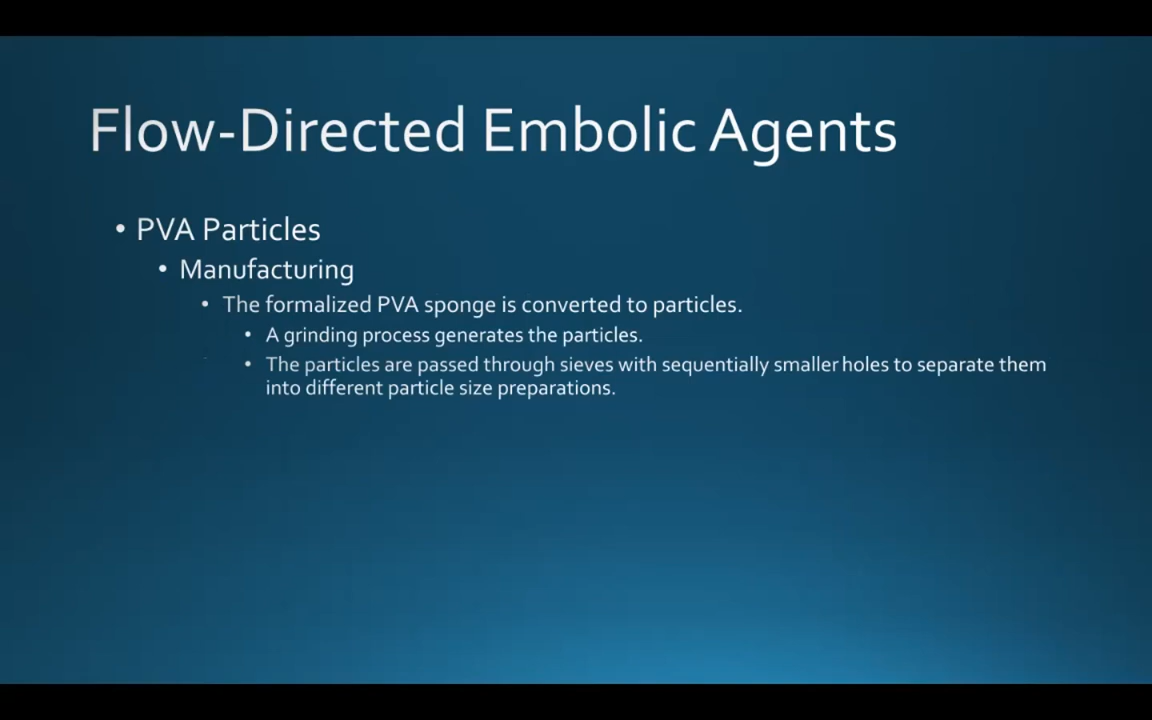 Flow-Directed Embolic Agents
• PVA Particles
• Manufacturing
• The formalized PVA sponge is converted to particles.
• A grinding process generates the particles.
• The particles are passed through sieves with sequentially smaller holes to separate them
into different particle size preparations.